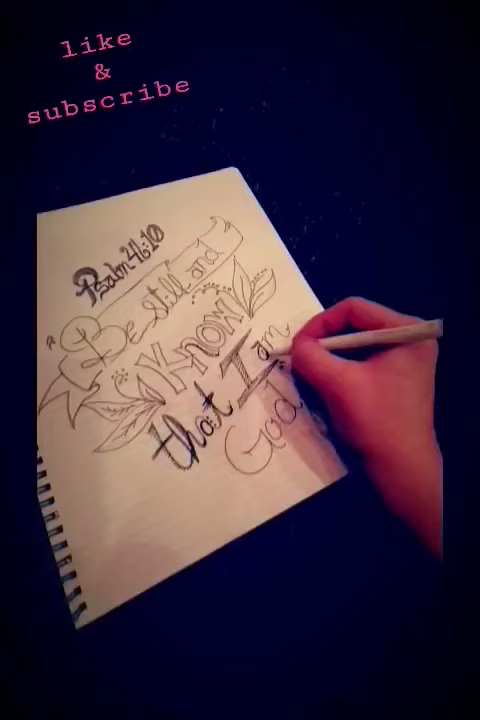 like
&
subscribe
Psalm 46:10
"Be still and
Know
that I am
God